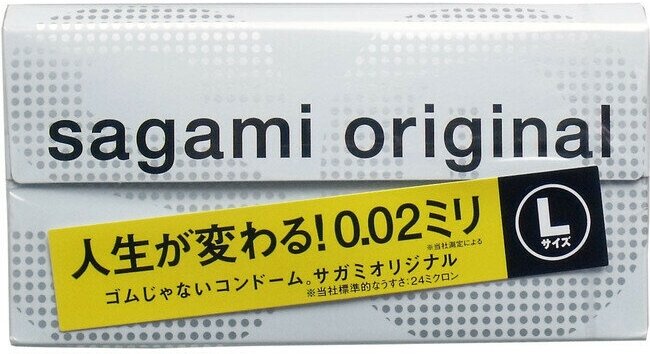 sagami original
人生が変わる!0.02ミリ
※当社測定による
ゴムじゃないコンドーム。サガミオリジナル
※当社標準的なうすさ:24ミクロン
L
サイズ